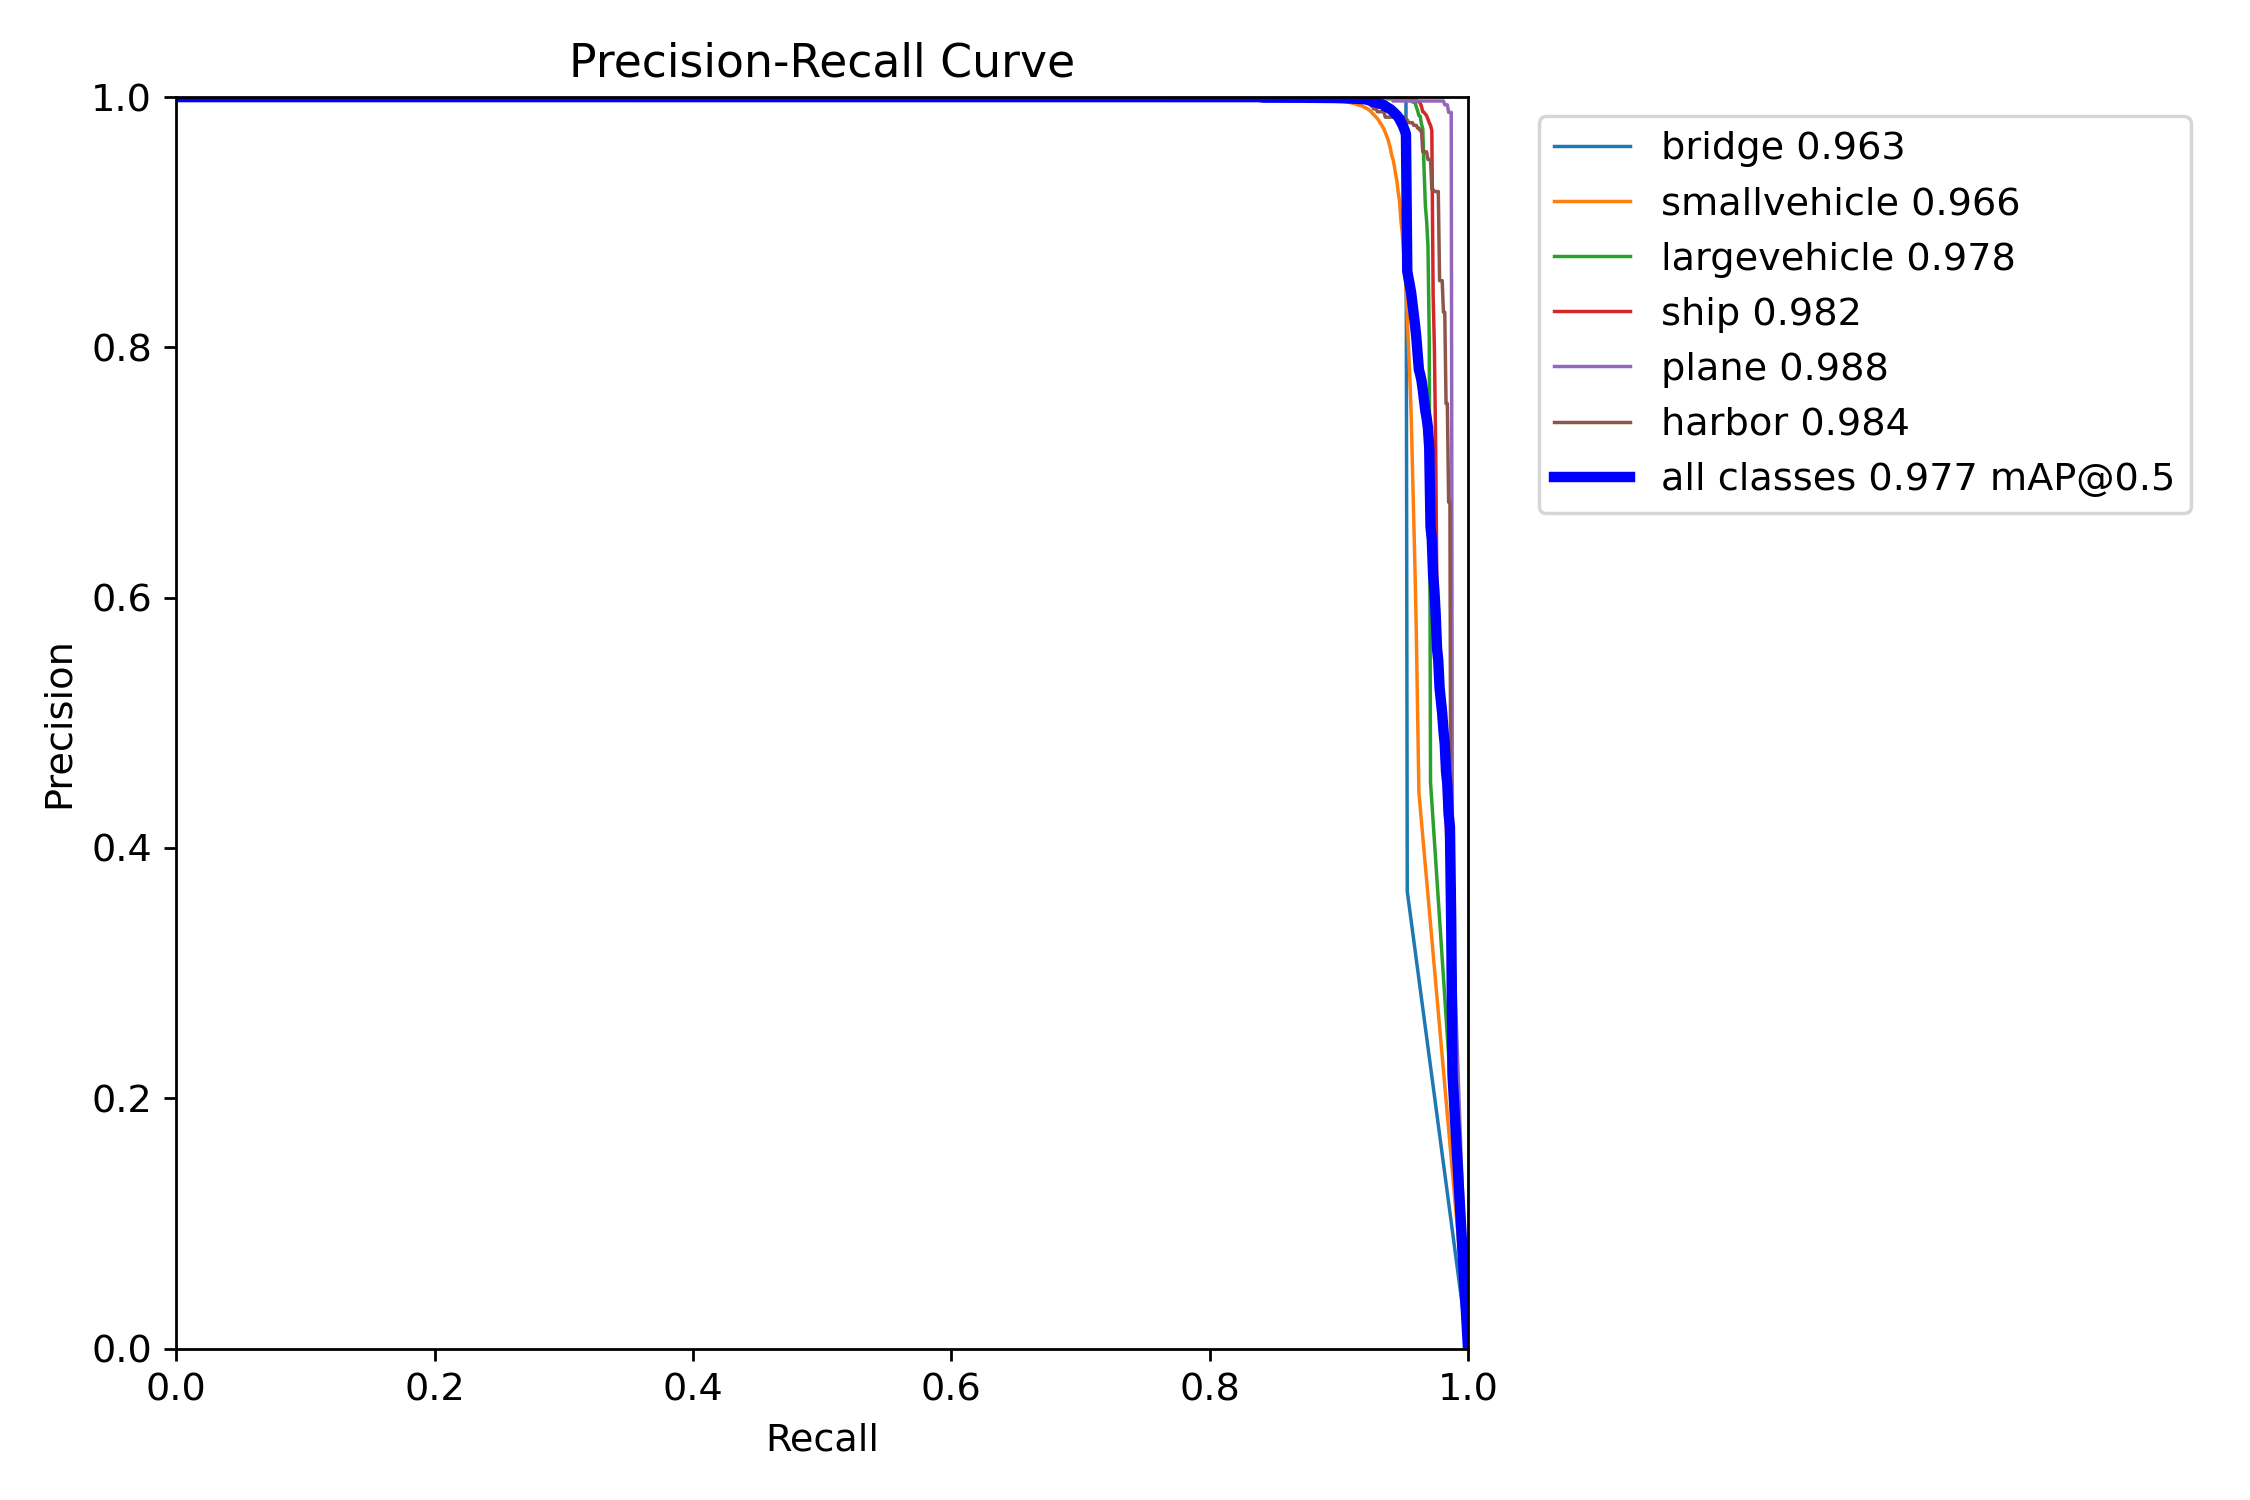 Precision-Recall Curve
1.0
0.8
0.6
0.4
0.2
0.0
Precision
0.0 0.2 0.4 0.6 0.8 1.0
Recall
bridge 0.963
smallvehicle 0.966
largevehicle 0.978
ship 0.982
plane 0.988
harbor 0.984
all classes 0.977 mAP@0.5